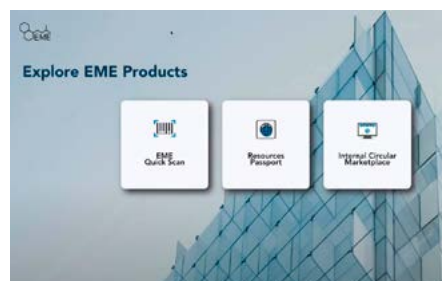 EME
Explore EME Products
EME
Quick Scan
Resources
Passport
Internal Circular
Marketplace